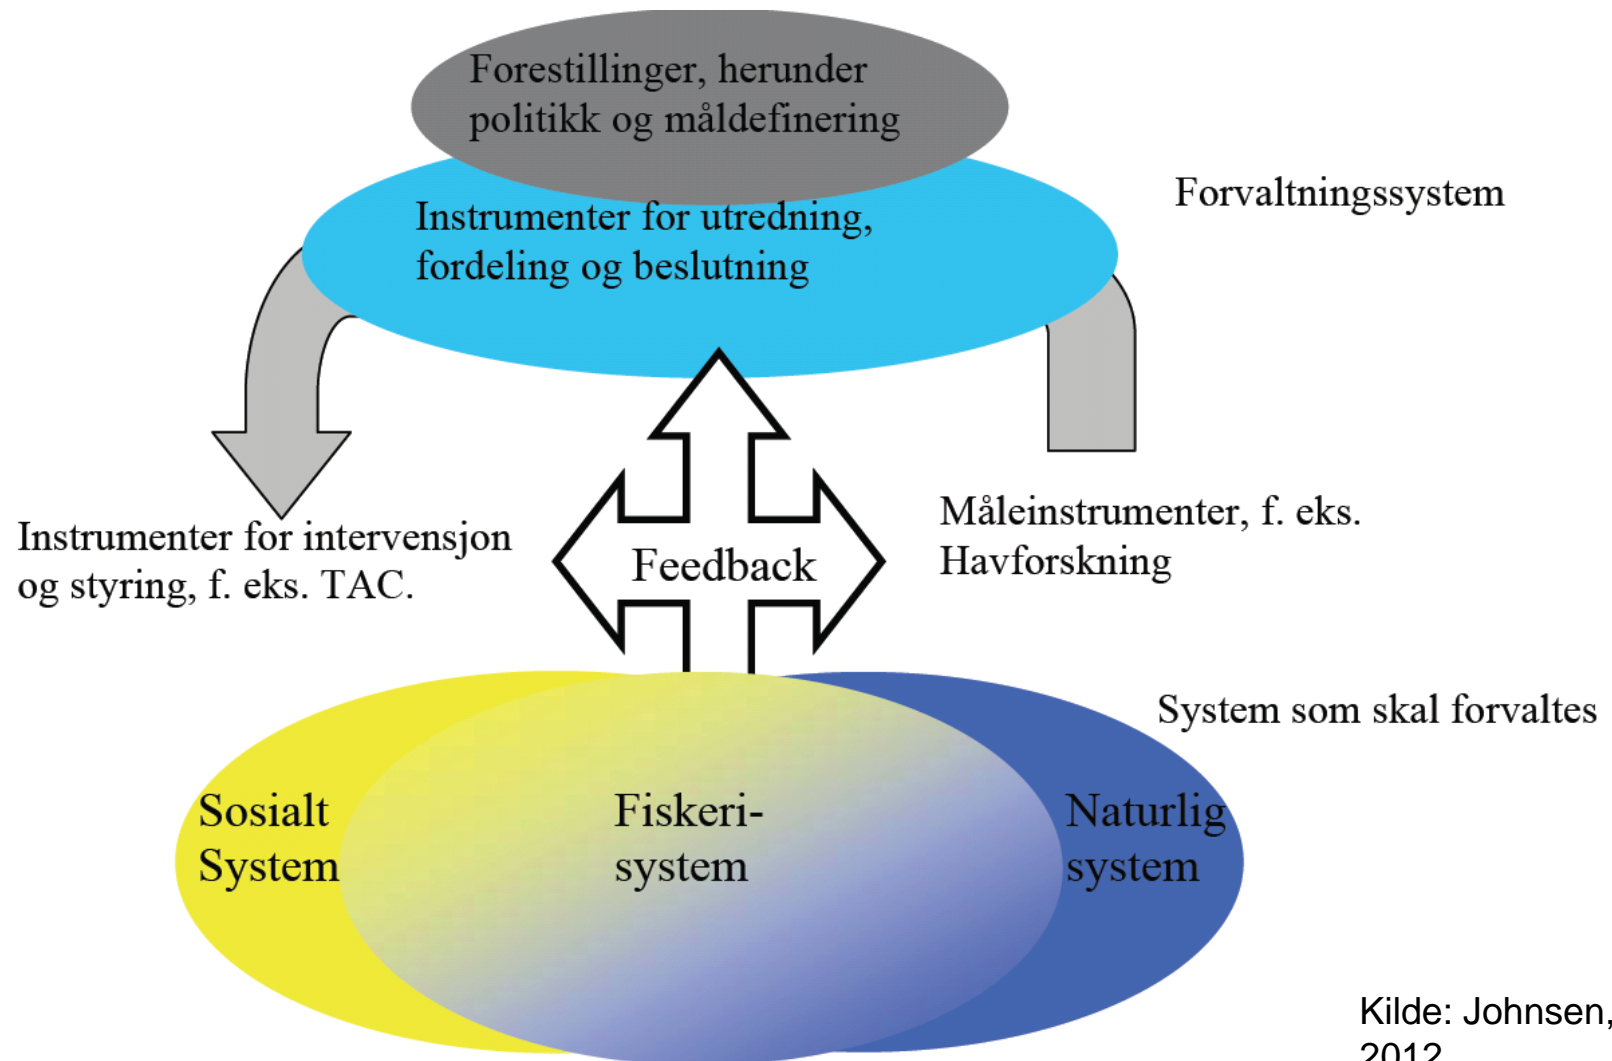 Forestillinger, herunder
politikk og måldefinering
Instrumenter for utredning,
fordeling og beslutning
Forvaltningssystem
Instrumenter for intervensjon
og styring, f. eks. TAC.
Feedback
Måleinstrumenter, f. eks.
Havforskning
System som skal forvaltes
Sosialt
System
Fiskeri-
system
Naturlig
system
Kilde: Johnsen,
2012